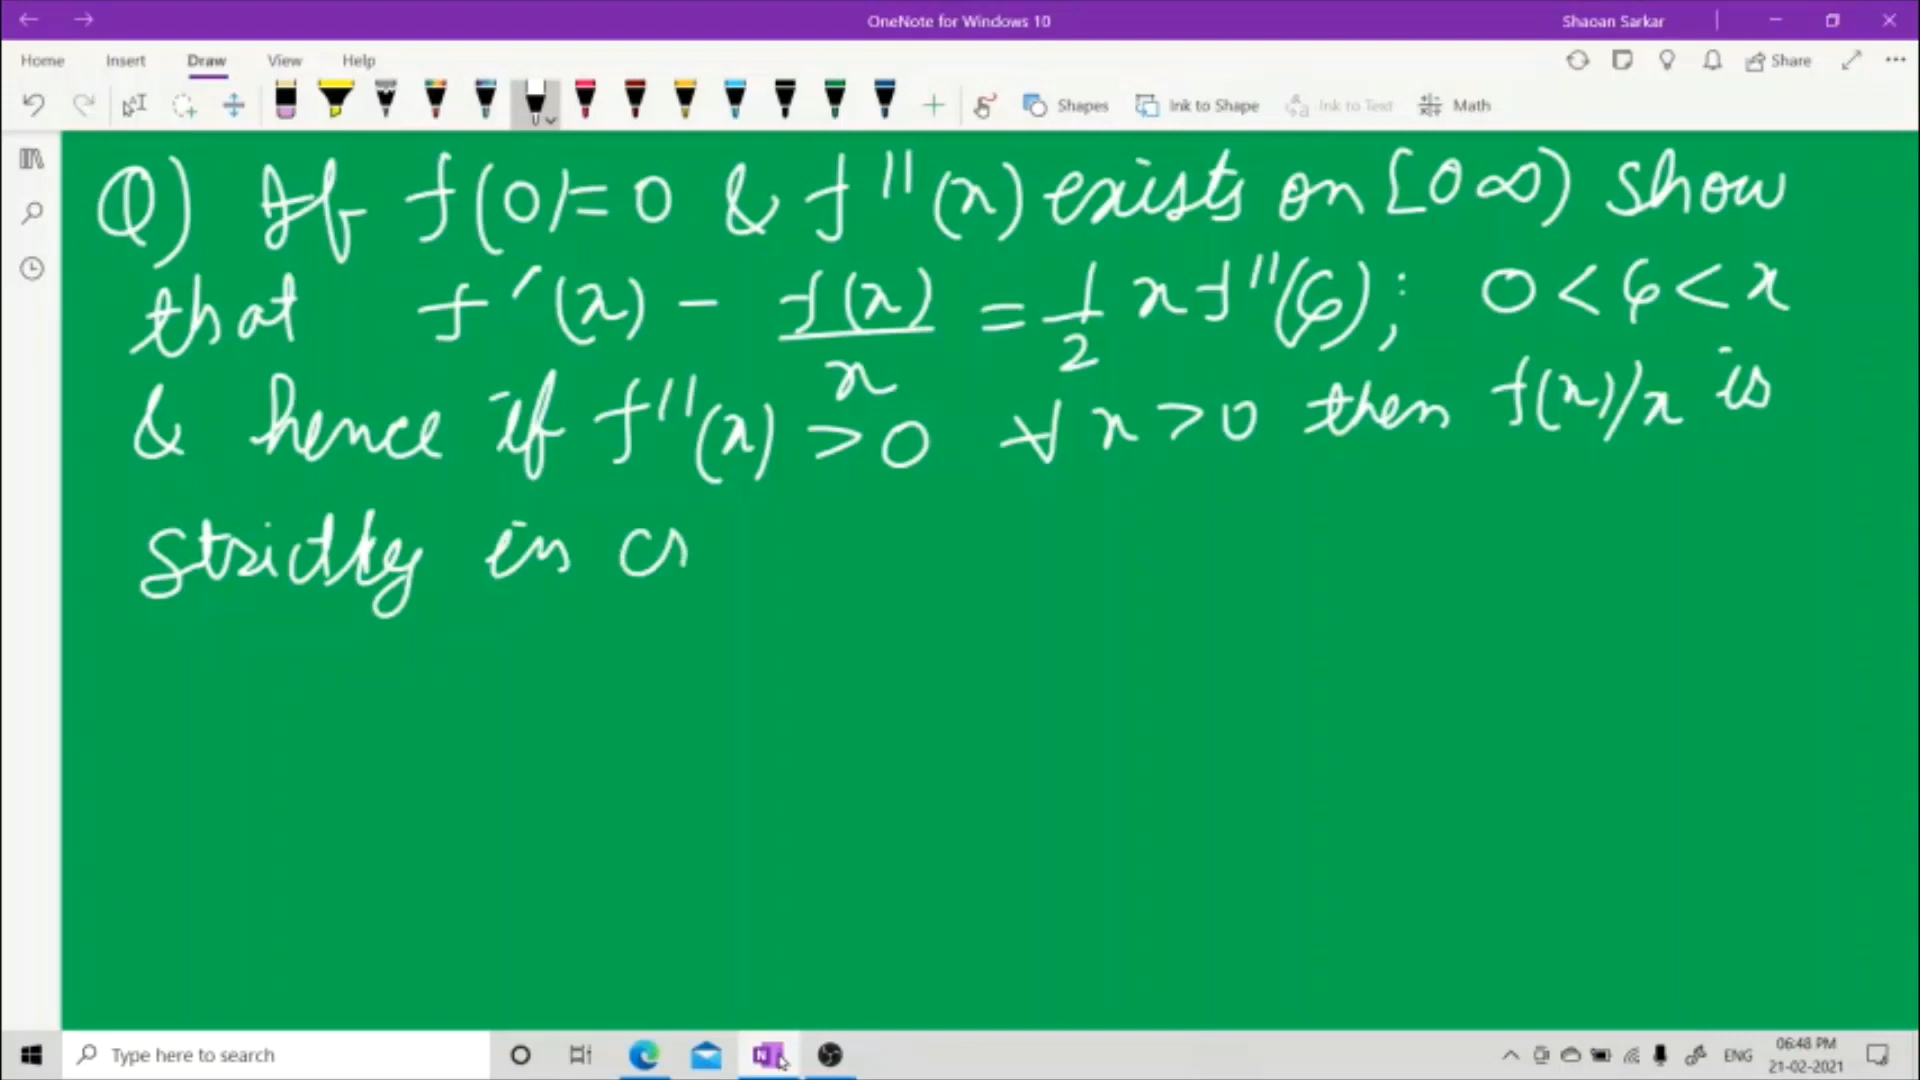 OneNote for Windows 10
Shaoan Sarkar
Home Insert Draw View Help
Share
Shapes Ink to Shape Ink to Text Math
Q) If f(0)=0 & f''(x) exists on [0 ∞) show
that f'(x) - f(x)/x = 1/2 x f''(ϛ); 0 < ϛ < x
& hence if f''(x) > 0 ∀ x > 0 then f(x)/x is
strictly in cr
Type here to search
ENG
06:48 PM
21-02-2021